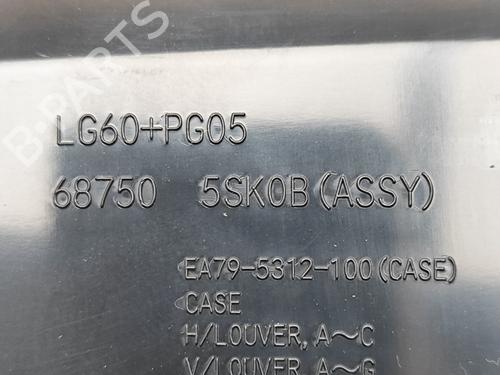 B-PARTS
LG60+PG05
68750 5SK0B(ASSY)
EA79-5312-100(CASE)
CASE
H/LOUVER, A~C
V/LOUVER, A~G